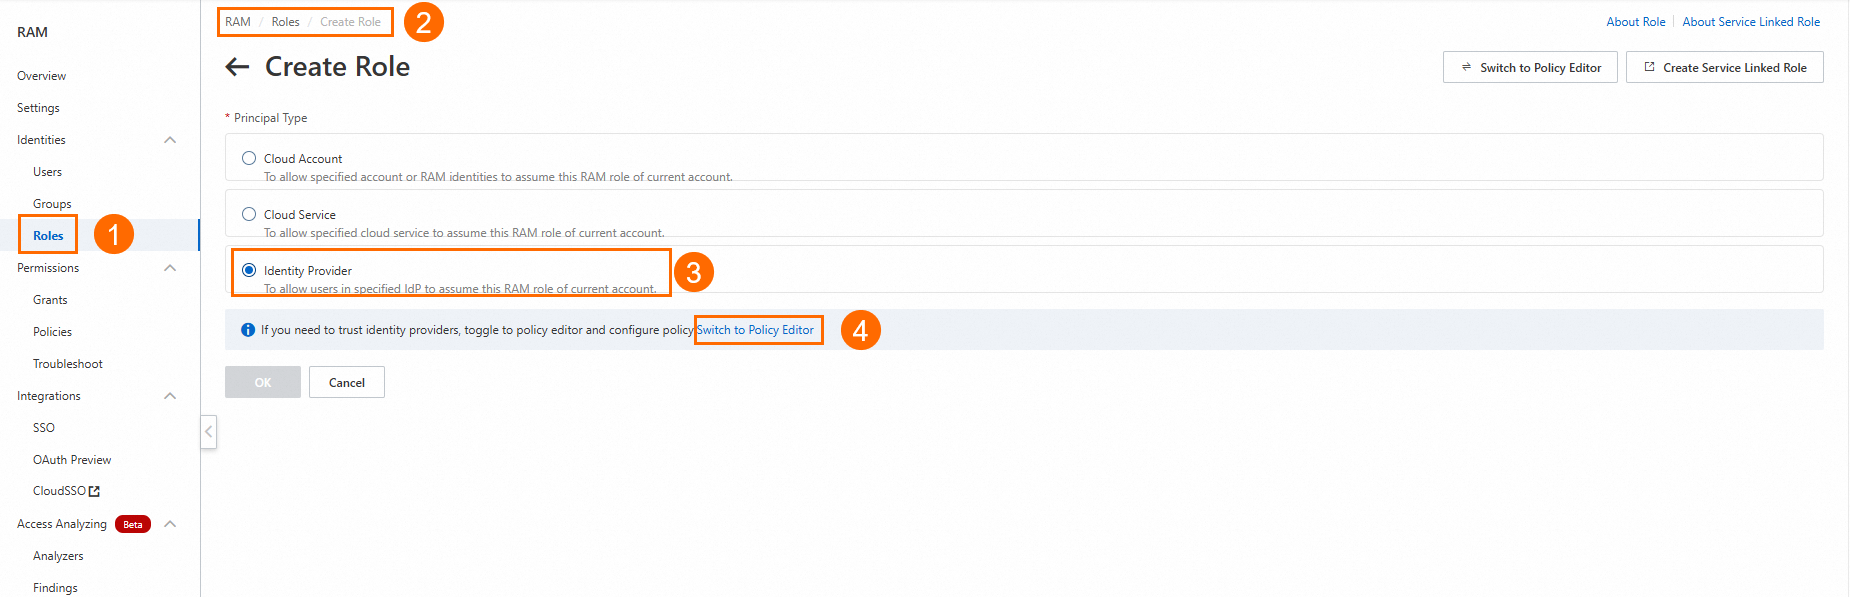 RAM
Overview
Settings
Identities
Users
Groups
Roles
1
Permissions
Grants
Policies
Troubleshoot
Integrations
SSO
OAuth Preview
CloudSSO
Access Analyzing Beta
Analyzers
Findings
RAM / Roles / Create Role
2
About Role
About Service Linked Role
Create Role
Switch to Policy Editor
Create Service Linked Role
* Principal Type
Cloud Account
To allow specified account or RAM identities to assume this RAM role of current account.
Cloud Service
To allow specified cloud service to assume this RAM role of current account.
Identity Provider
To allow users in specified IdP to assume this RAM role of current account.
3
If you need to trust identity providers, toggle to policy editor and configure policy Switch to Policy Editor
4
OK
Cancel